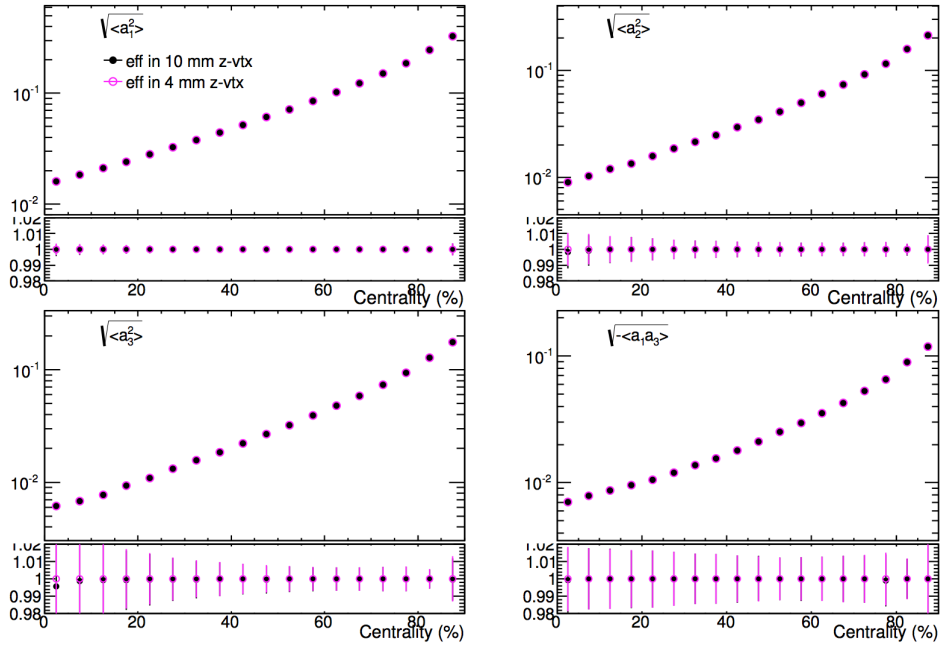 √<a₁²>
eff in 10 mm z-vtx
eff in 4 mm z-vtx
10⁻¹
10⁻²
1.02
1.01
1
0.99
0.98
0 20 40 60 80
Centrality (%)
√<a₂²>
10⁻¹
10⁻²
1.02
1.01
1
0.99
0.98
0 20 40 60 80
Centrality (%)
√<a₃²>
10⁻¹
10⁻²
1.02
1.01
1
0.99
0.98
0 20 40 60 80
Centrality (%)
√-<a₁a₃>
10⁻¹
10⁻²
1.02
1.01
1
0.99
0.98
0 20 40 60 80
Centrality (%)